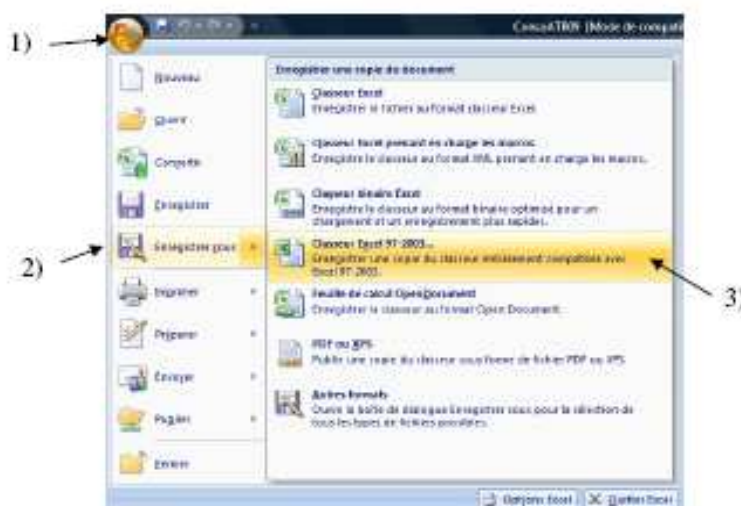 1)
ConsoATRIN [Mode de compati
Nouveau
Ouvrir
Convertir
Enregistrer
2)
Enregistrer sous
Imprimer
Préparer
Envoyer
Publier
Fermer
Enregistrer une copie du document
Classeur Excel
Enregistrer le fichier au format classeur Excel.
Classeur Excel prenant en charge les macros
Enregistre le classeur au format XML prenant en charge les macros.
Classeur binaire Excel
Enregistre le classeur au format binaire optimisé pour un
chargement et un enregistrement plus rapides.
Classeur Excel 97-2003...
Enregistrer une copie du classeur entièrement compatible avec
Excel 97-2003.
3)
Feuille de calcul OpenDocument
Enregistrer le classeur au format Open Document.
PDF ou XPS
Publie une copie du classeur sous forme de fichier PDF ou XPS
Autres formats
Ouvre la boîte de dialogue Enregistrer sous pour la sélection de
tous les types de fichiers possibles.
Options Excel
Quitter Excel